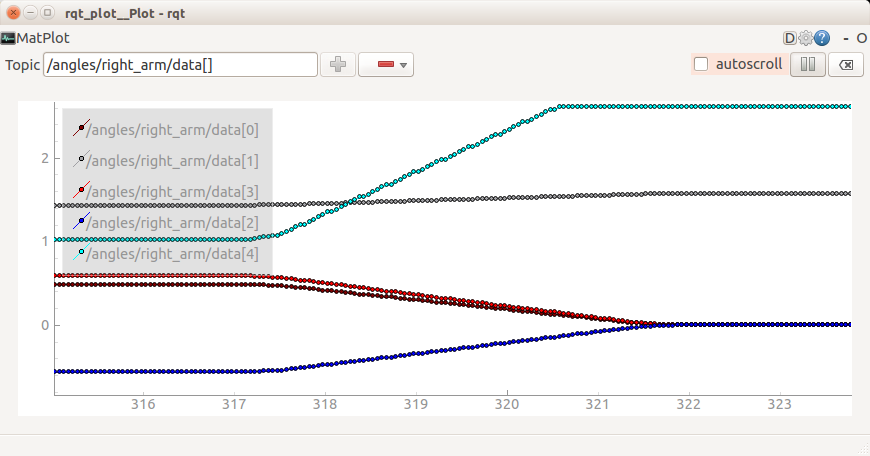 rqt_plot__Plot - rqt
MatPlot D ? - O
Topic /angles/right_arm/data[] autoscroll
/angles/right_arm/data[0]
/angles/right_arm/data[1]
/angles/right_arm/data[3]
/angles/right_arm/data[2]
/angles/right_arm/data[4]
2
1
0
316 317 318 319 320 321 322 323